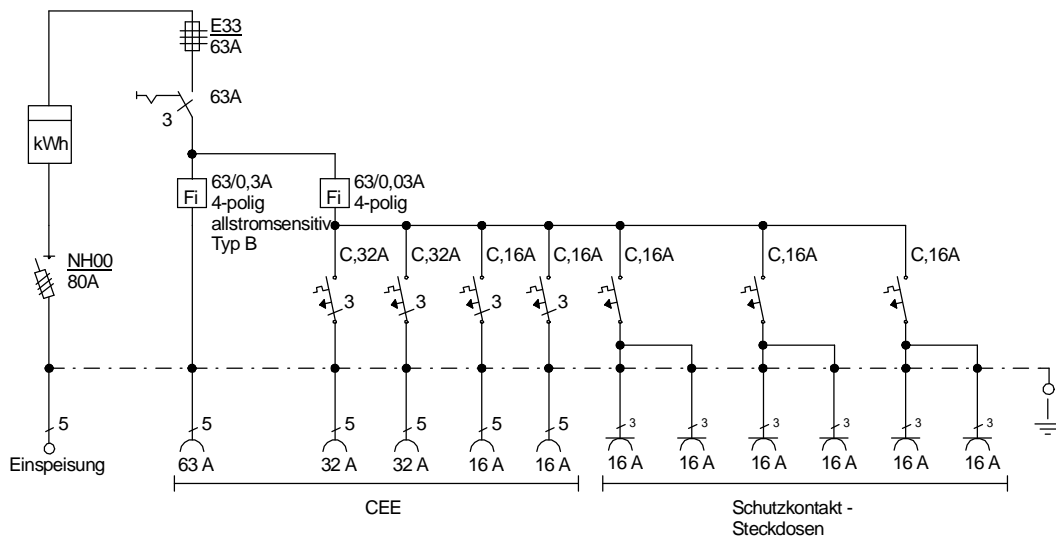 E33
63A
63A
3
kWh
63/0,3A
4-polig
allstromsensitiv
Typ B
Fi
63/0,03A
4-polig
Fi
NH00
80A
C,32A
C,32A
C,16A
C,16A
C,16A
C,16A
C,16A
3
3
3
3
5
5
5
5
5
5
3
3
3
3
3
3
Einspeisung
63 A
32 A
32 A
16 A
16 A
16 A
16 A
16 A
16 A
16 A
16 A
CEE
Schutzkontakt -
Steckdosen